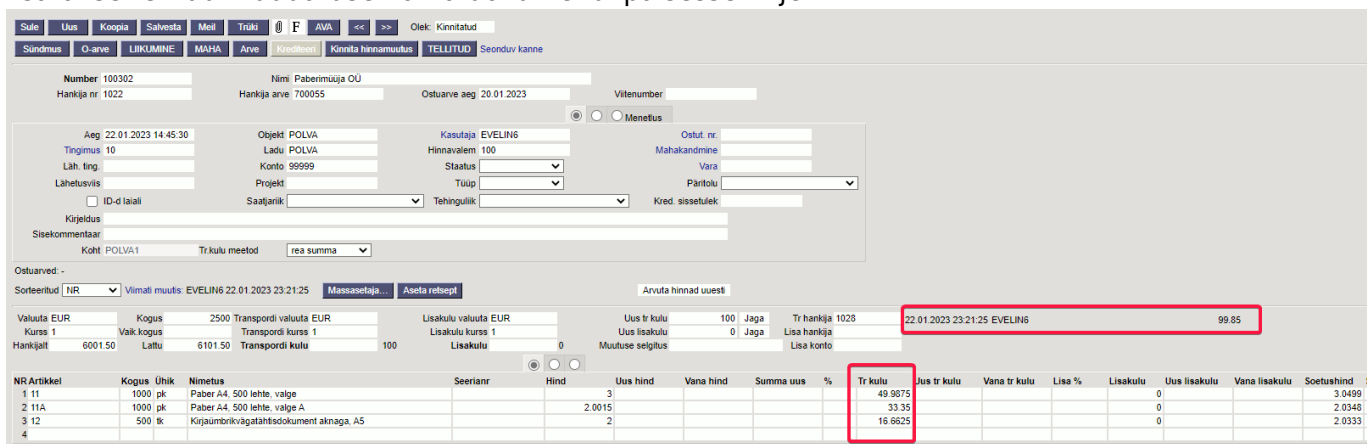 Sule Uus Koopia Salvesta Meil Trüki F AVA << >> Olek: Kinnitatud
Sündmus O-arve LIIKUMINE MAHA Arve Krediteeri Kinnita hinnamuutus TELLITUD Seonduv kanne
Number 100302 Nimi Paberimüüja OÜ
Hankija nr 1022 Hankija arve 700055 Ostuarve aeg 20.01.2023 Viitenumber
Menetlus
Aeg 22.01.2023 14:45:30 Objekt POLVA Kasutaja EVELIN6 Ostut. nr.
Tingimus 10 Ladu POLVA Hinnavalem 100 Mahakandmine
Läh. ting. Konto 99999 Staatus Vara
Lähetusviis Projekt Tüüp Päritolu
ID-d laiali Saatjariik Tehinguliik Kred. sissetulek
Kirjeldus
Sisekommentaar
Koht POLVA1 Tr.kulu meetod rea summa
Ostuarved: -
Sorteeritud NR Viimati muutis: EVELIN6 22.01.2023 23:21:25 Massasetaja... Aseta retsept Arvuta hinnad uuesti
Valuuta EUR Kogus 2500 Transpordi valuuta EUR Lisakulu valuuta EUR Uus tr kulu 100 Jaga Tr hankija 1028 22.01.2023 23:21:25 EVELIN6 99.85
Kurss 1 Vaik.kogus Transpordi kurss 1 Lisakulu kurss 1 Uus lisakulu 0 Jaga Lisa hankija
Hankijalt 6001.50 Lattu 6101.50 Transpordi kulu 100 Lisakulu 0 Muutuse selgitus Lisa konto
NR Artikkel Kogus Ühik Nimetus Seerianr Hind Uus hind Vana hind Summa uus % Tr kulu Uus tr kulu Vana tr kulu Lisa % Lisakulu Uus lisakulu Vana lisakulu Soetushind
1 11 1000 pk Paber A4, 500 lehte, valge 3 49.9875 0 3.0499
2 11A 1000 pk Paber A4, 500 lehte, valge A 2.0015 33.35 0 2.0348
3 12 500 tk Kirjaümbrikvägatähtisdokument aknaga, A5 2 16.6625 0 2.0333
4